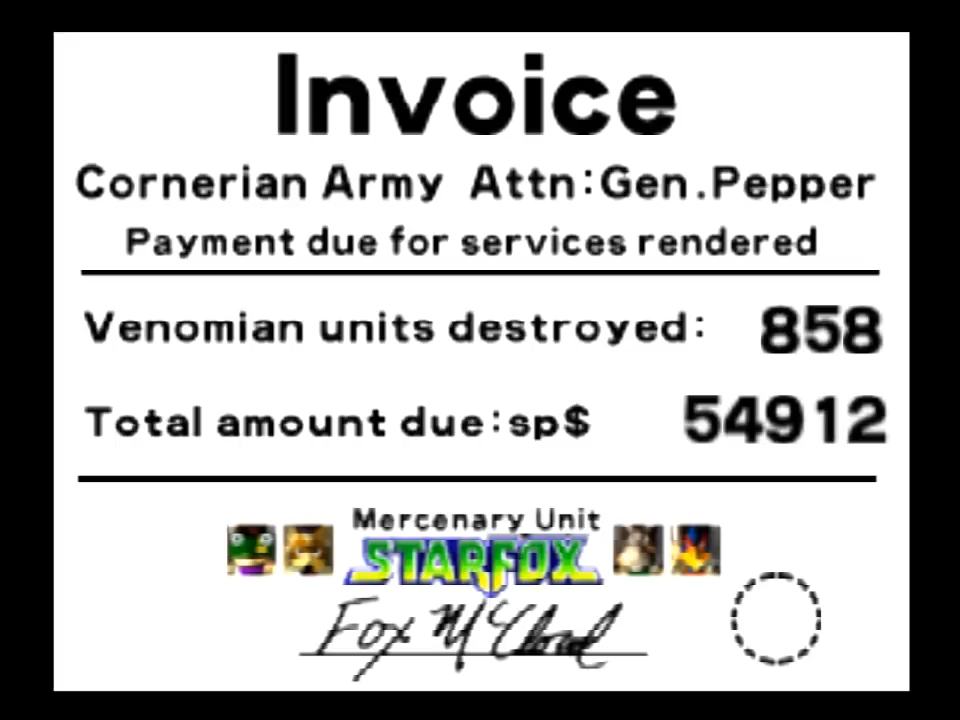 Invoice
Cornerian Army Attn:Gen.Pepper
Payment due for services rendered
Venomian units destroyed: 858
Total amount due:sp$ 54912
Mercenary Unit
STARFOX
Fox McCloud